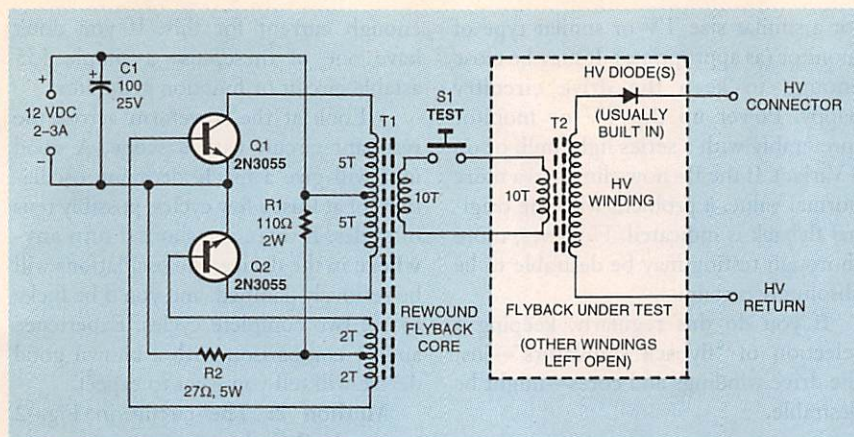 +
12 VDC
2–3A
−
+
C1
100
25V
Q1
2N3055
Q2
2N3055
R1
110Ω
2W
R2
27Ω, 5W
5T
5T
2T
2T
T1
10T
REWOUND
FLYBACK
CORE
S1
TEST
T2
10T
HV DIODE(S)
(USUALLY
BUILT IN)
HV
WINDING
FLYBACK UNDER TEST
(OTHER WINDINGS
LEFT OPEN)
HV
CONNECTOR
HV
RETURN